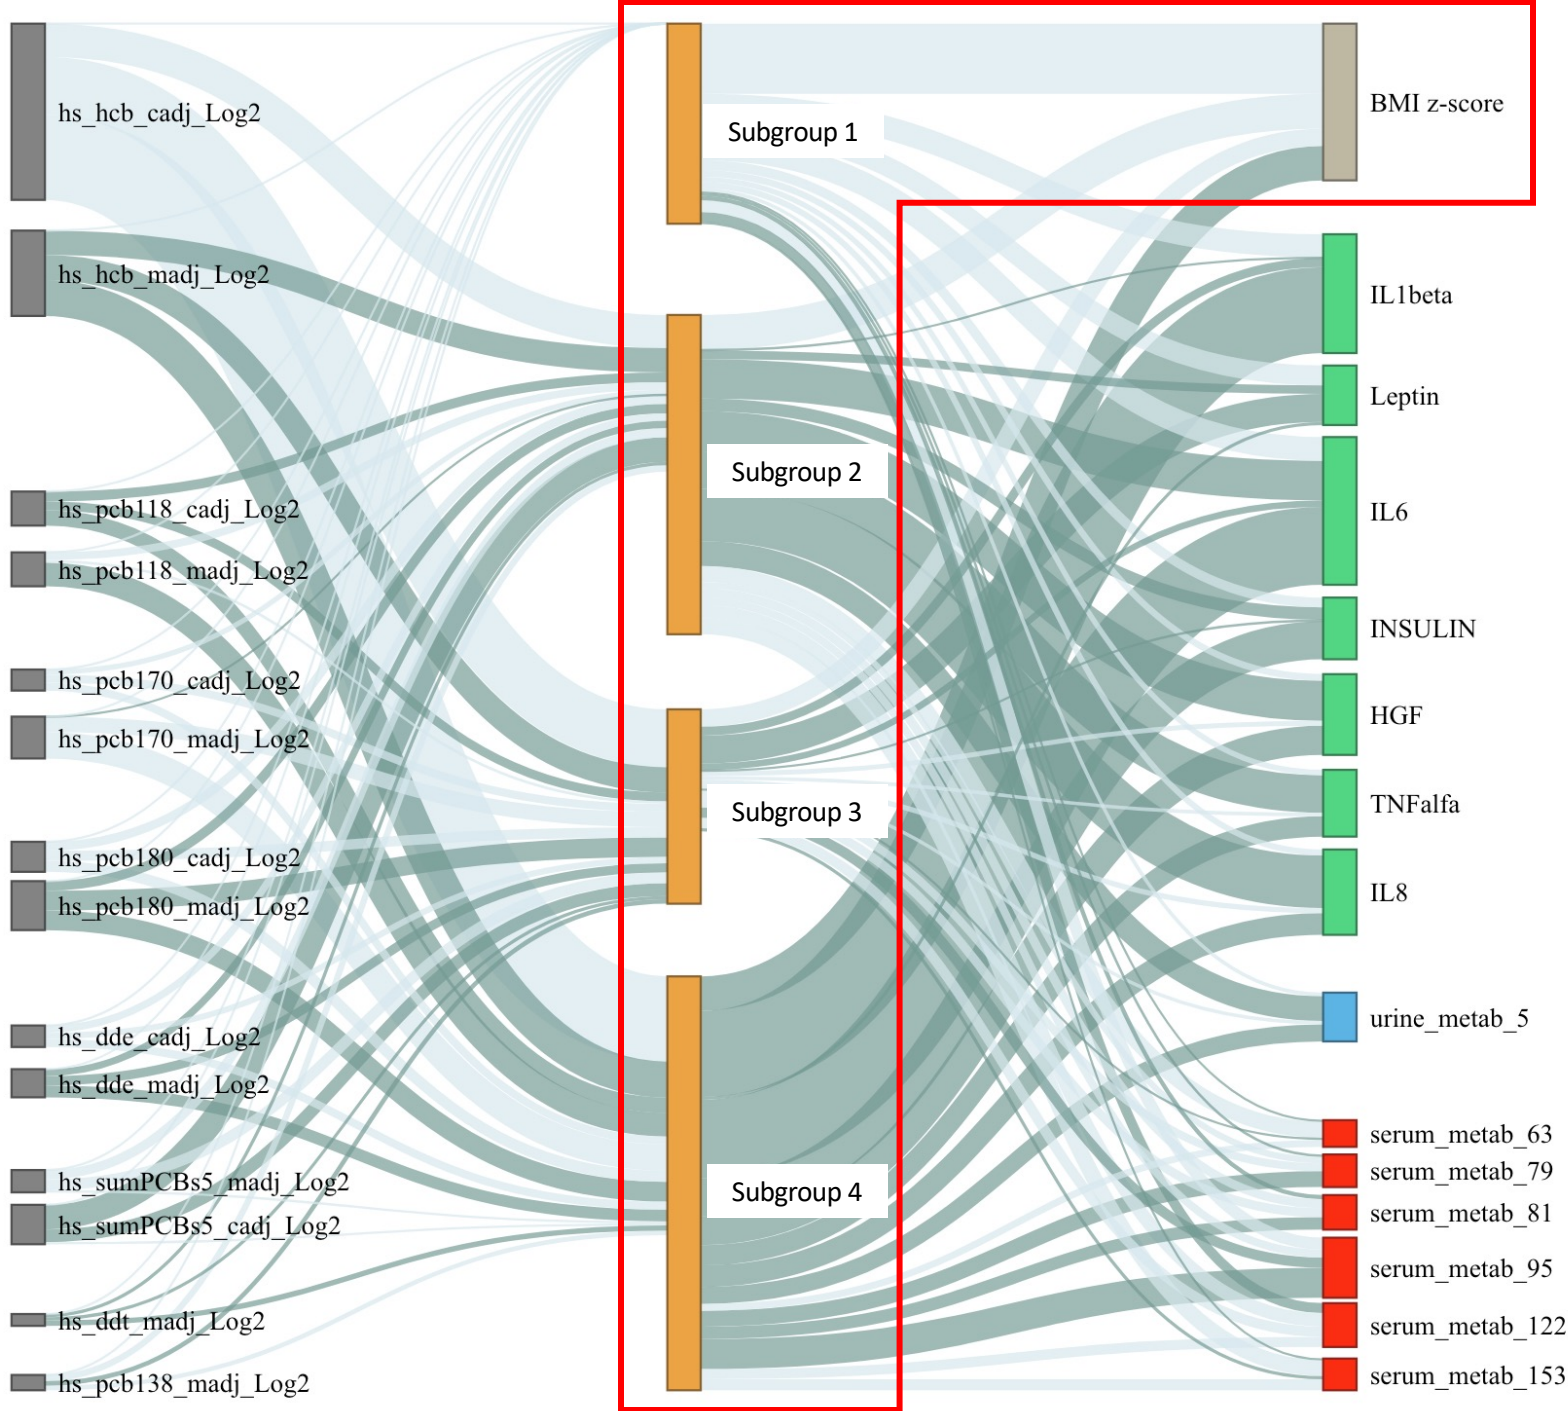 hs_hcb_cadj_Log2
hs_hcb_madj_Log2
hs_pcb118_cadj_Log2
hs_pcb118_madj_Log2
hs_pcb170_cadj_Log2
hs_pcb170_madj_Log2
hs_pcb180_cadj_Log2
hs_pcb180_madj_Log2
hs_dde_cadj_Log2
hs_dde_madj_Log2
hs_sumPCBs5_madj_Log2
hs_sumPCBs5_cadj_Log2
hs_ddt_madj_Log2
hs_pcb138_madj_Log2
Subgroup 1
Subgroup 2
Subgroup 3
Subgroup 4
BMI z-score
IL1beta
Leptin
IL6
INSULIN
HGF
TNFalfa
IL8
urine_metab_5
serum_metab_63
serum_metab_79
serum_metab_81
serum_metab_95
serum_metab_122
serum_metab_153